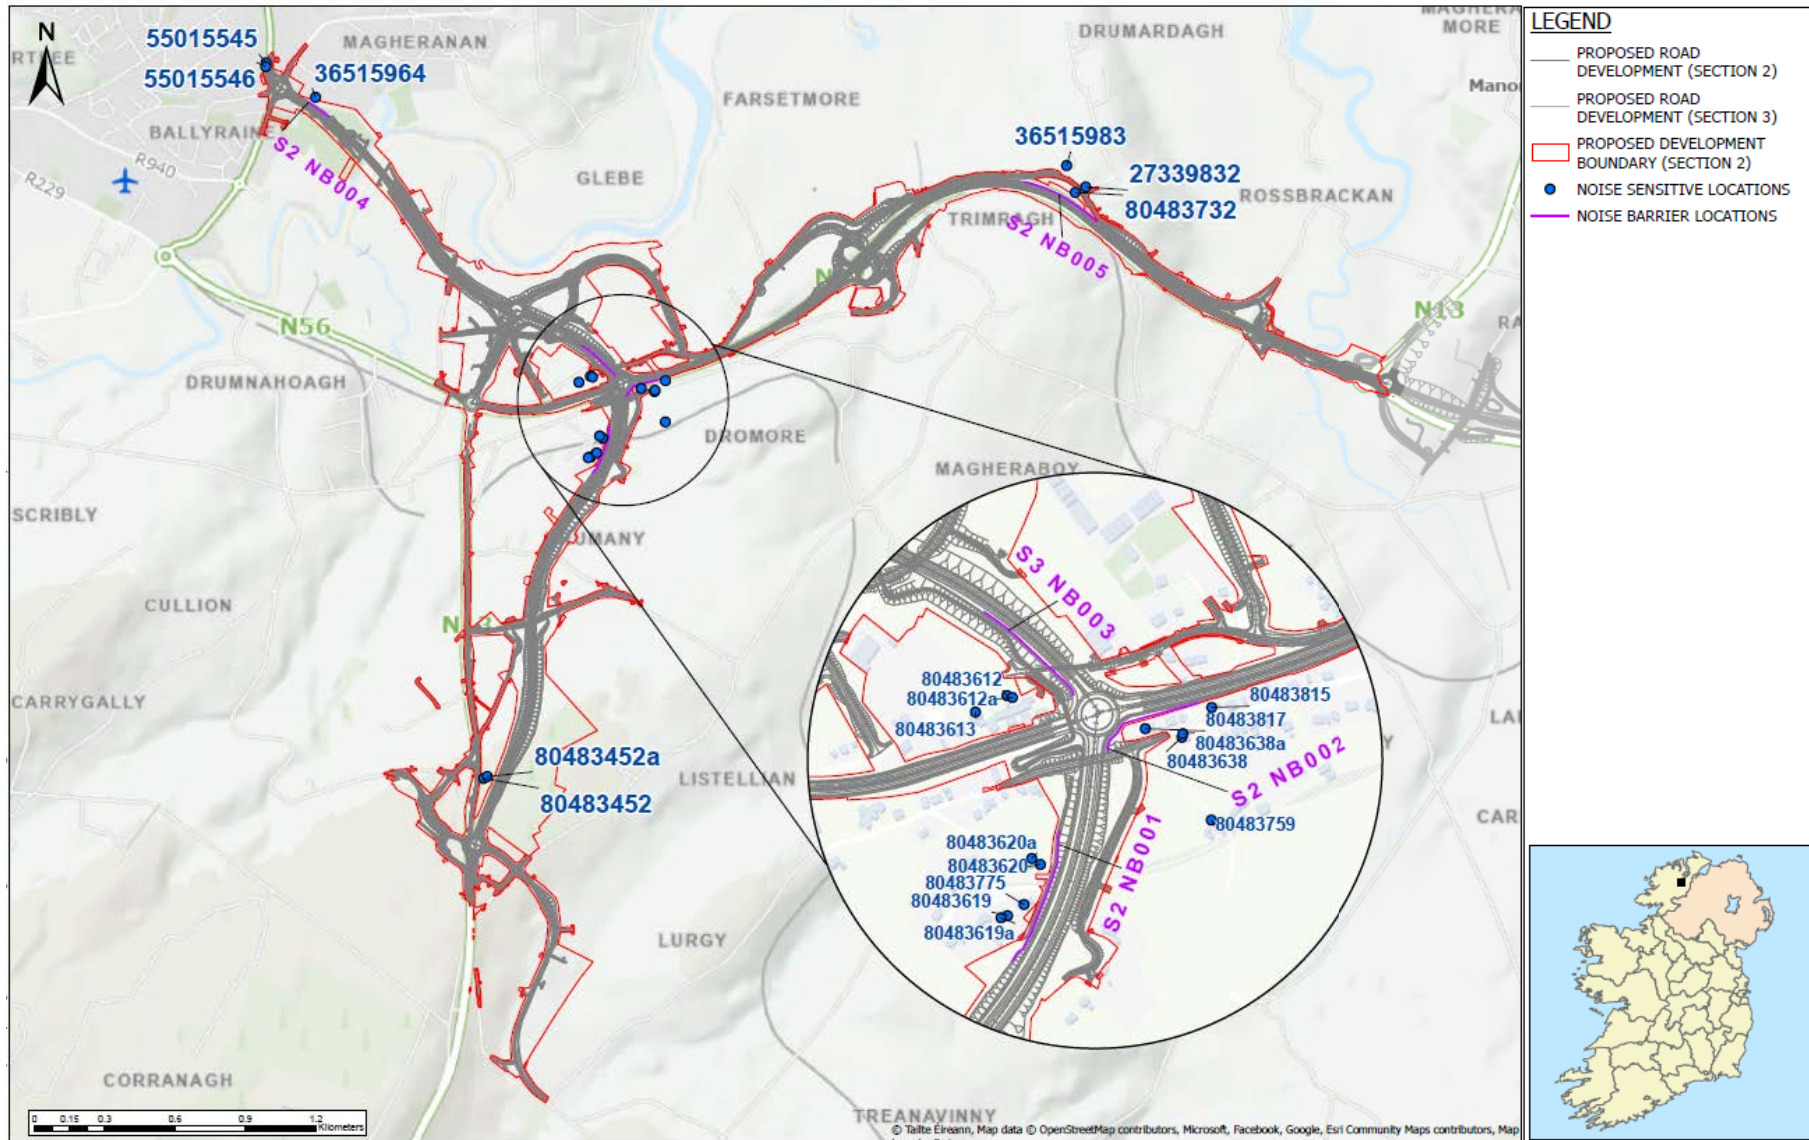 N
55015545
55015546
36515964
MAGHERANAN
BALLYRAINE
R940
R229
S2 NB004
GLEBE
FARSETMORE
DRUMARDAGH
MORE
36515983
27339832
80483732
ROSSBRACKAN
TRIMRAGH
S2 NB005
N13
N56
DRUMNAHOAGH
DROMORE
MAGHERABOY
SCRIBLY
UMANY
CULLION
CARRYGALLY
80483452a
80483452
LISTELLIAN
LURGY
CORRANAGH
TREANAVINNY
S3 NB003
80483612
80483612a
80483613
80483815
80483817
80483638a
80483638
S2 NB002
80483759
80483620a
80483620
80483775
80483619
80483619a
S2 NB001
0 0.15 0.3 0.6 0.9 1.2
Kilometers
© Tailte Éireann, Map data © OpenStreetMap contributors, Microsoft, Facebook, Google, Esri Community Maps contributors, Map
LEGEND
PROPOSED ROAD
DEVELOPMENT (SECTION 2)
PROPOSED ROAD
DEVELOPMENT (SECTION 3)
PROPOSED DEVELOPMENT
BOUNDARY (SECTION 2)
NOISE SENSITIVE LOCATIONS
NOISE BARRIER LOCATIONS